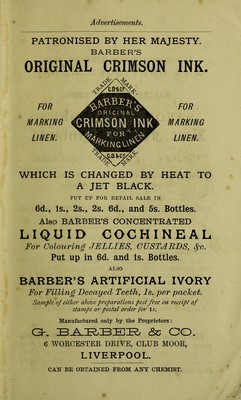 Advertisements.
PATRONISED BY HER MAJESTY.
BARBER'S
ORIGINAL CRIMSON INK.
TRADE MARK.
C.B&Co
FOR
MARKING
LINEN.
BARBER'S
ORIGINAL
CRIMSON INK
FOR
MARKING LINEN
FOR
MARKING
LINEN.
C.B&Co
TRADE MARK.
WHICH IS CHANGED BY HEAT TO
A JET BLACK.
PUT UP FOR RETAIL SALE IN
6d., 1s., 2s., 2s. 6d., and 5s. Bottles.
Also BARBER'S CONCENTRATED
LIQUID COCHINEAL
For Colouring JELLIES, CUSTARDS, &c.
Put up in 6d. and 1s. Bottles.
ALSO
BARBER'S ARTIFICIAL IVORY
For Filling Decayed Teeth, 1s. per packet.
Sample of either above preparations post free on receipt of
stamps or postal order for 1s.
Manufactured only by the Proprietors:
G. BARBER & CO.
6 WORCESTER DRIVE, CLUB MOOR,
LIVERPOOL.
CAN BE OBTAINED FROM ANY CHEMIST.